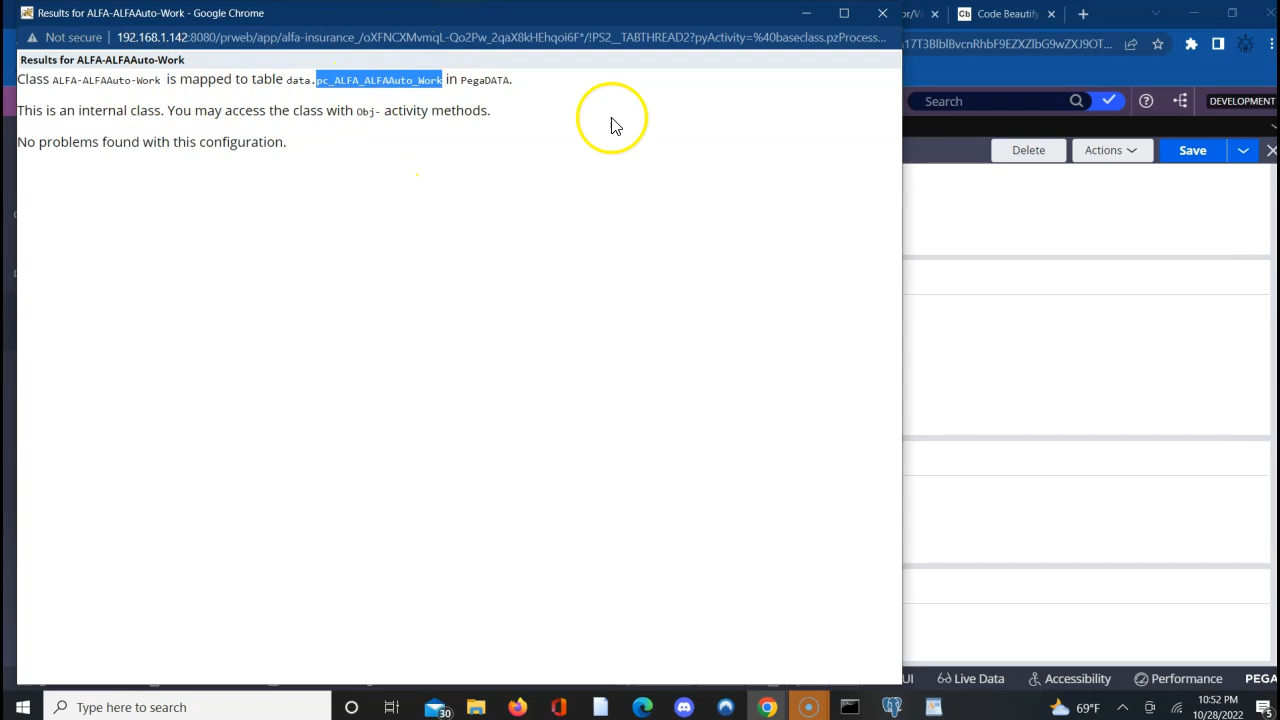 Results for ALFA-ALFAAuto-Work - Google Chrome
Code Beautify
Not secure
192.168.1.142:8080/prweb/app/alfa-insurance_/oXFNCXMvmqL-Qo2Pw_2qaX8kHEhqoi6F*/!PS2__TABTHREAD2?pyActivity=%40baseclass.pzProcess...
Results for ALFA-ALFAAuto-Work
Class ALFA-ALFAAuto-Work is mapped to table data.pc_ALFA_ALFAAuto_Work in PegaDATA.
Search
DEVELOPMENT
This is an internal class. You may access the class with Obj- activity methods.
No problems found with this configuration.
Delete
Actions
Save
UI
Live Data
Accessibility
Performance
PEGA
Type here to search
30
69°F
10:52 PM
10/28/2022
5